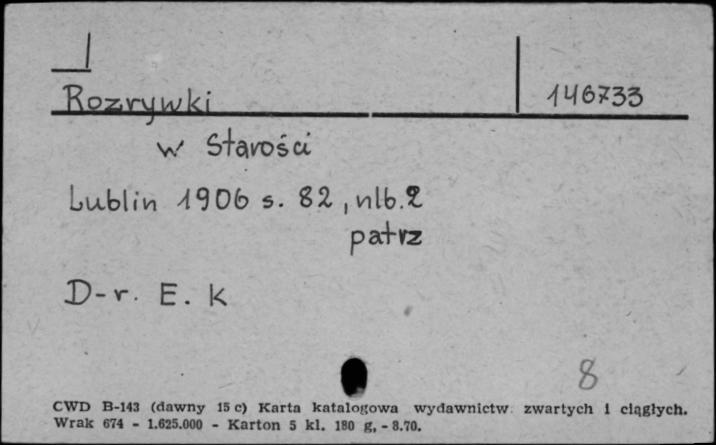 Rozrywki 146733
w Starości
Lublin 1906 s. 82, nlb. 2
patrz
D-r. E. K
8
CWD B-143 (dawny 15 c) Karta katalogowa wydawnictw zwartych i ciągłych.
Wrak 674 - 1.625.000 - Karton 5 kl. 180 g, - 8.70.